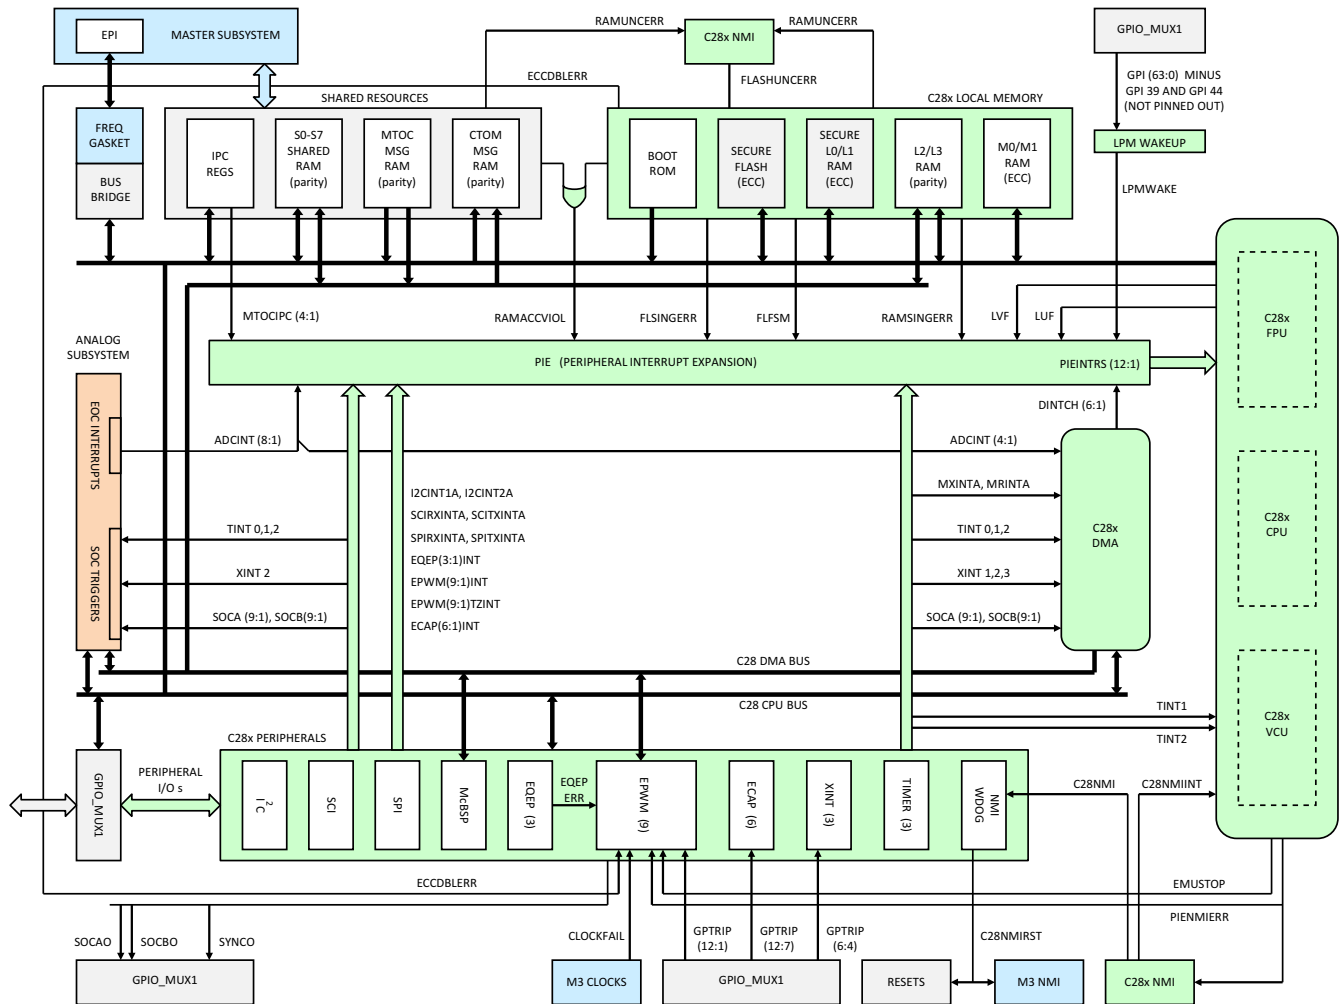 EPI
MASTER SUBSYSTEM
RAMUNCERR
C28x NMI
RAMUNCERR
GPIO_MUX1
ECCDBLERR
FLASHUNCERR
GPI (63:0) MINUS
GPI 39 AND GPI 44
(NOT PINNED OUT)
SHARED RESOURCES
C28x LOCAL MEMORY
FREQ
GASKET
BUS
BRIDGE
IPC
REGS
S0-S7
SHARED
RAM
(parity)
MTOC
MSG
RAM
(parity)
CTOM
MSG
RAM
(parity)
BOOT
ROM
SECURE
FLASH
(ECC)
SECURE
L0/L1
RAM
(ECC)
L2/L3
RAM
(parity)
M0/M1
RAM
(ECC)
LPM WAKEUP
LPMWAKE
MTOCIPC (4:1)
RAMACCVIOL
FLSINGERR
FLFSM
RAMSINGERR
LVF
LUF
C28x
FPU
ANALOG
SUBSYSTEM
PIE (PERIPHERAL INTERRUPT EXPANSION)
PIEINTRS (12:1)
DINTCH (6:1)
EOC INTERRUPTS
ADCINT (8:1)
ADCINT (4:1)
I2CINT1A, I2CINT2A
SCIRXINTA, SCITXINTA
SPIRXINTA, SPITXINTA
EQEP(3:1)INT
EPWM(9:1)INT
EPWM(9:1)TZINT
ECAP(6:1)INT
MXINTA, MRINTA
SOC TRIGGERS
TINT 0,1,2
XINT 2
SOCA (9:1), SOCB(9:1)
TINT 0,1,2
XINT 1,2,3
SOCA (9:1), SOCB(9:1)
C28x
DMA
C28x
CPU
C28 DMA BUS
C28 CPU BUS
TINT1
TINT2
C28x
VCU
C28x PERIPHERALS
GPIO_MUX1
PERIPHERAL
I/O s
I2C
SCI
SPI
McBSP
EQEP (3)
EQEP
ERR
EPWM (9)
ECAP (6)
XINT (3)
TIMER (3)
NMI
WDOG
C28NMI
C28NMIINT
ECCDBLERR
EMUSTOP
PIENMIERR
SOCAO
SOCBO
SYNCO
CLOCKFAIL
GPTRIP
(12:1)
GPTRIP
(12:7)
GPTRIP
(6:4)
C28NMIRST
GPIO_MUX1
M3 CLOCKS
GPIO_MUX1
RESETS
M3 NMI
C28x NMI